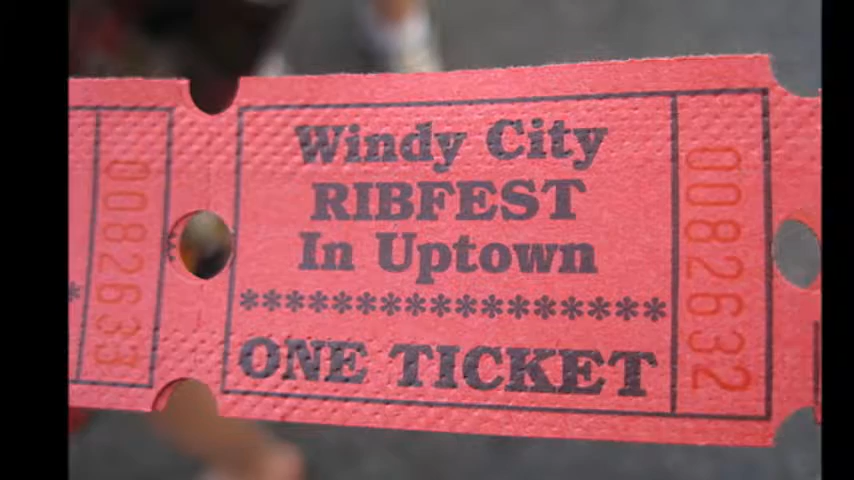 0082633
Windy City
RIBFEST
In Uptown
*******************
ONE TICKET
0082632